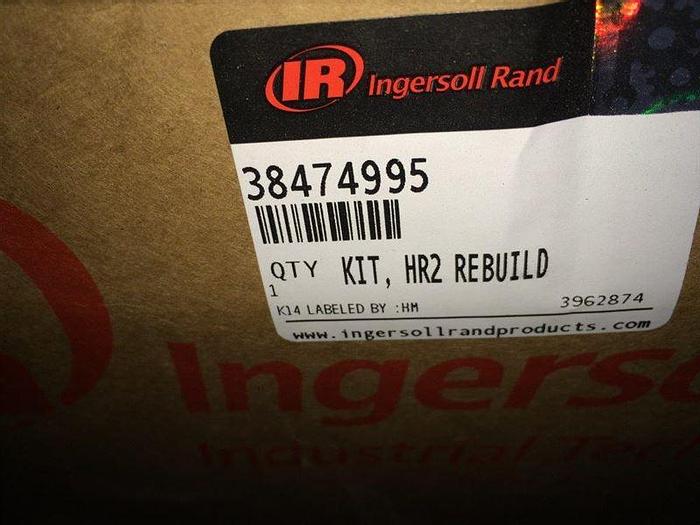 IR Ingersoll Rand
38474995
QTY KIT, HR2 REBUILD
1
K14 LABELED BY :HM 3962874
www.ingersollrandproducts.com
Ingers
Industrial Tech